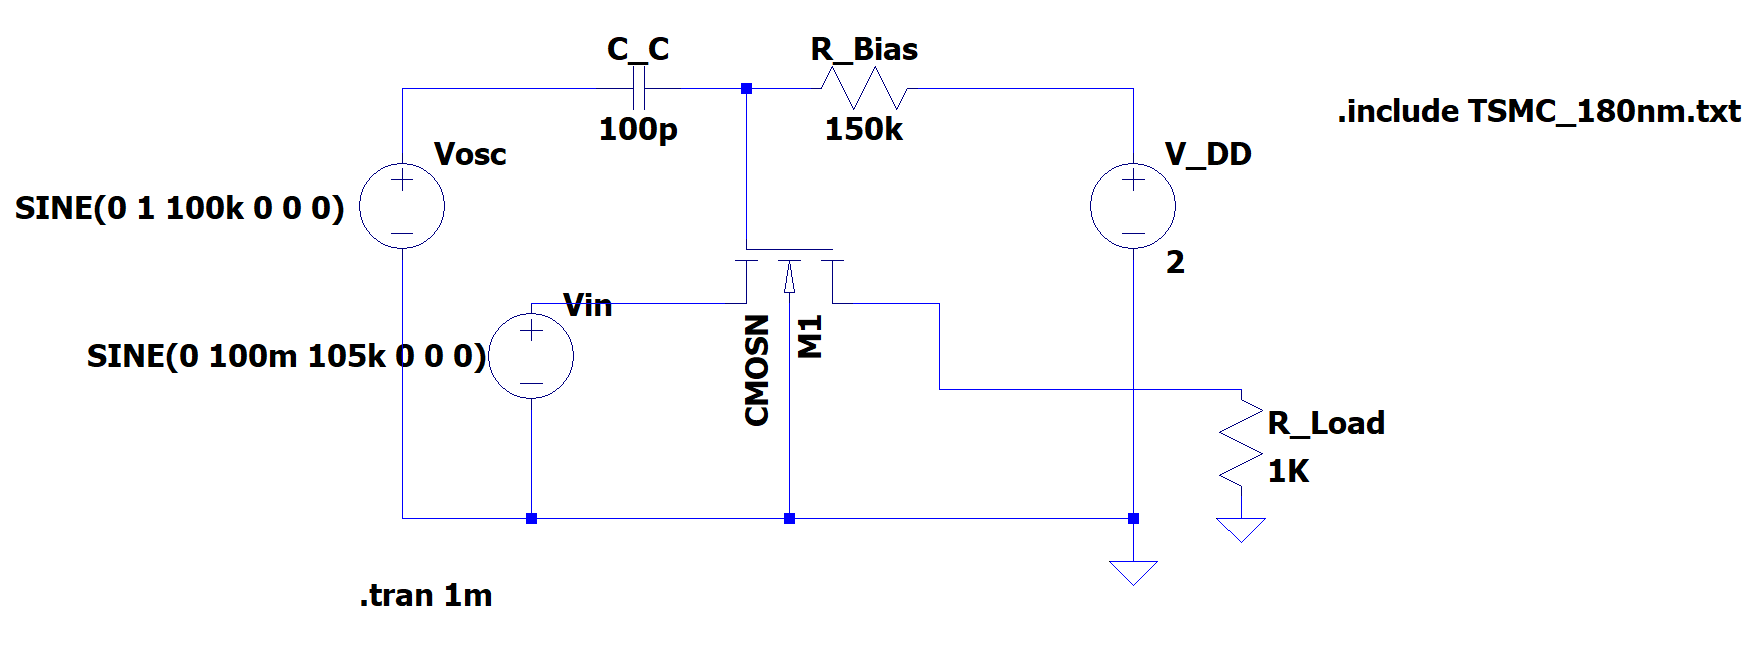 C_C
R_Bias
100p
150k
.include TSMC_180nm.txt
Vosc
V_DD
SINE(0 1 100k 0 0 0)
2
Vin
SINE(0 100m 105k 0 0 0)
CMOSN
M1
R_Load
1K
.tran 1m